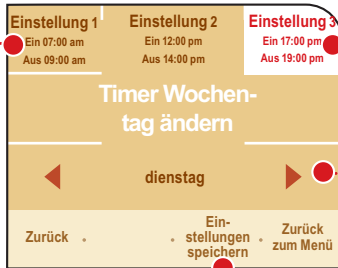 Einstellung 1
Ein 07:00 am
Aus 09:00 am
Einstellung 2
Ein 12:00 pm
Aus 14:00 pm
Einstellung 3
Ein 17:00 pm
Aus 19:00 pm
Timer Wochen-
tag ändern
dienstag
Zurück
Ein-
stellungen
speichern
Zurück
zum Menü